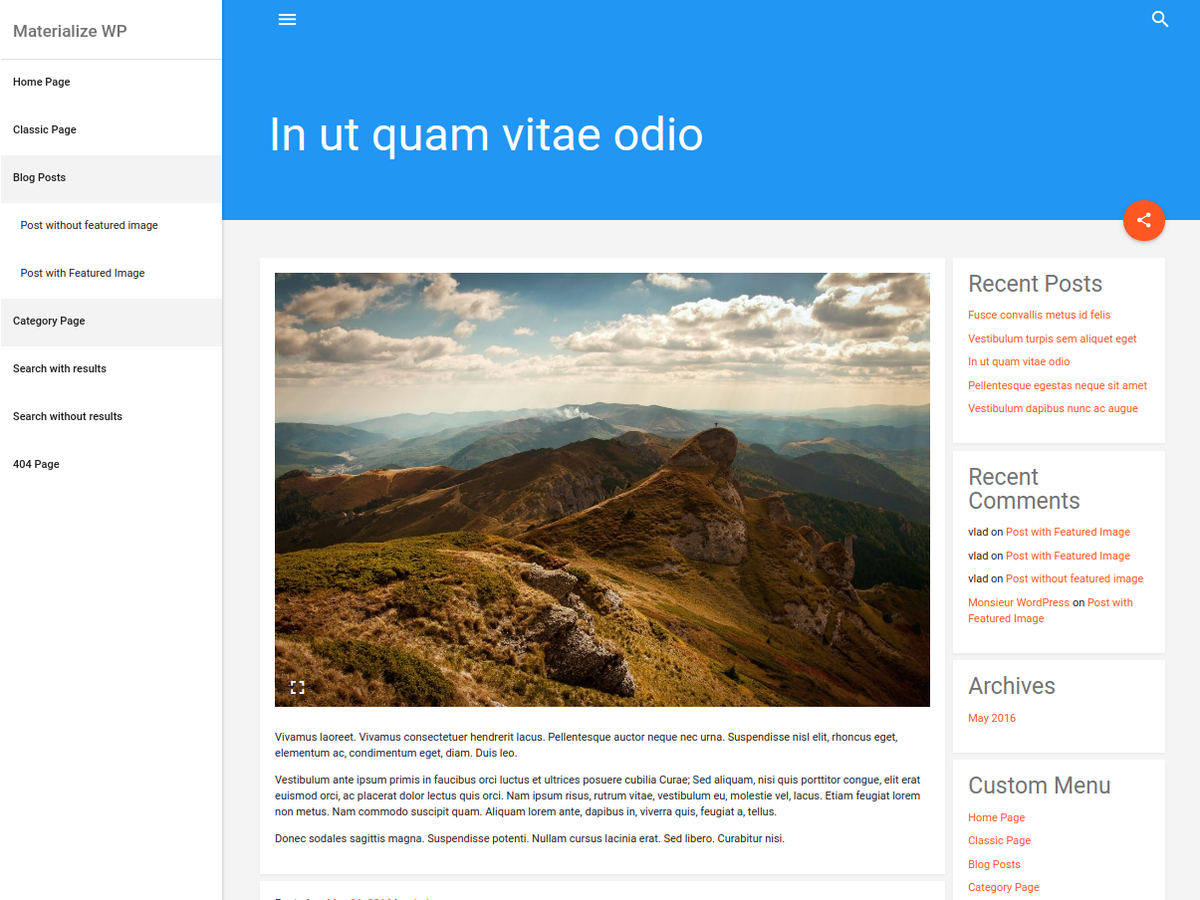 Materialize WP
Home Page
Classic Page
Blog Posts
Post without featured image
Post with Featured Image
Category Page
Search with results
Search without results
404 Page
In ut quam vitae odio
Vivamus laoreet. Vivamus consectetuer hendrerit lacus. Pellentesque auctor neque nec urna. Suspendisse nisl elit, rhoncus eget,
elementum ac, condimentum eget, diam. Duis leo.
Vestibulum ante ipsum primis in faucibus orci luctus et ultrices posuere cubilia Curae; Sed aliquam, nisi quis porttitor congue, elit erat
euismod orci, ac placerat dolor lectus quis orci. Nam ipsum risus, rutrum vitae, vestibulum eu, molestie vel, lacus. Etiam feugiat lorem
non metus. Nam commodo suscipit quam. Aliquam lorem ante, dapibus in, viverra quis, feugiat a, tellus.
Donec sodales sagittis magna. Suspendisse potenti. Nullam cursus lacinia erat. Sed libero. Curabitur nisi.
Recent Posts
Fusce convallis metus id felis
Vestibulum turpis sem aliquet eget
In ut quam vitae odio
Pellentesque egestas neque sit amet
Vestibulum dapibus nunc ac augue
Recent
Comments
vlad on Post with Featured Image
vlad on Post with Featured Image
vlad on Post without featured image
Monsieur WordPress on Post with
Featured Image
Archives
May 2016
Custom Menu
Home Page
Classic Page
Blog Posts
Category Page